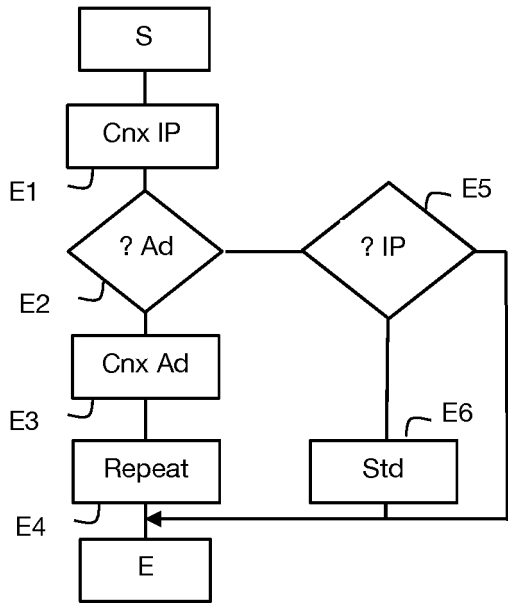 S
Cnx IP
E1
E5
? Ad
? IP
E2
Cnx Ad
E3
E6
Repeat
Std
E4
E